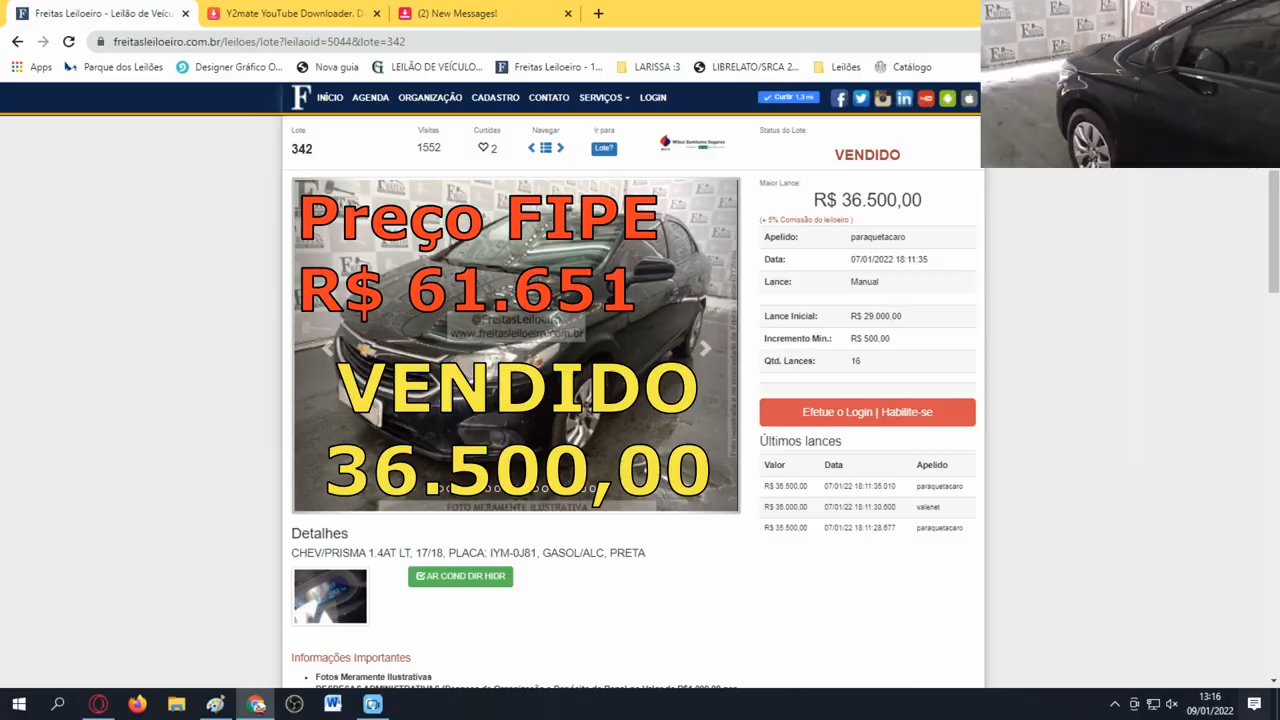 Freitas Leiloeiro - Leilão de Veícu
Y2mate YouTube Downloader. D
(2) New Messages!
freitasleiloeiro.com.br/leiloes/lote?leilaoid=5044&lote=342
Apps
Parque dos Leilões
Designer Gráfico O...
Nova guia
LEILÃO DE VEÍCULO...
Freitas Leiloeiro - 1...
LARISSA :3
LIBRELATO/SRCA 2...
Leilões
Catálogo
INÍCIO AGENDA ORGANIZAÇÃO CADASTRO CONTATO SERVIÇOS LOGIN
Curtir 1,3 mi
Lote
342
Visitas
1552
Curtidas
2
Navegar
Ir para
Lote?
Status do Lote:
VENDIDO
Maior Lance:
R$ 36.500,00
(+ 5% Comissão do leiloeiro )
Apelido: paraquetacaro
Data: 07/01/2022 18:11:35
Lance: Manual
Lance Inicial: R$ 29.000,00
Incremento Min.: R$ 500,00
Qtd. Lances: 16
Efetue o Login | Habilite-se
Últimos lances
Valor Data Apelido
R$ 36.500,00 07/01/22 18:11:35.010 paraquetacaro
R$ 36.000,00 07/01/22 18:11:30.600 valenet
R$ 35.500,00 07/01/22 18:11:28.677 paraquetacaro
Preço FIPE
R$ 61.651
@FreitasLeiloeiro
www.freitasleiloeiro.com.br
VENDIDO
36.500,00
FOTO MERAMENTE ILUSTRATIVA
Detalhes
CHEV/PRISMA 1.4AT LT, 17/18, PLACA: IYM-0J81, GASOL/ALC, PRETA
AR COND DIR HIDR
Informações Importantes
Fotos Meramente Ilustrativas
13:16
09/01/2022